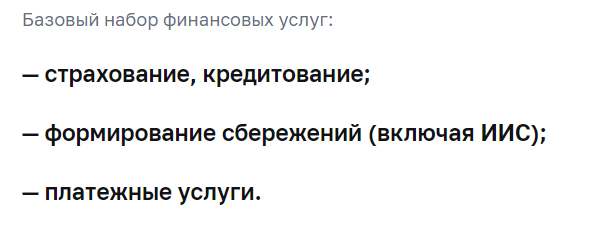 Базовый набор финансовых услуг:
— страхование, кредитование;
— формирование сбережений (включая ИИС);
— платежные услуги.